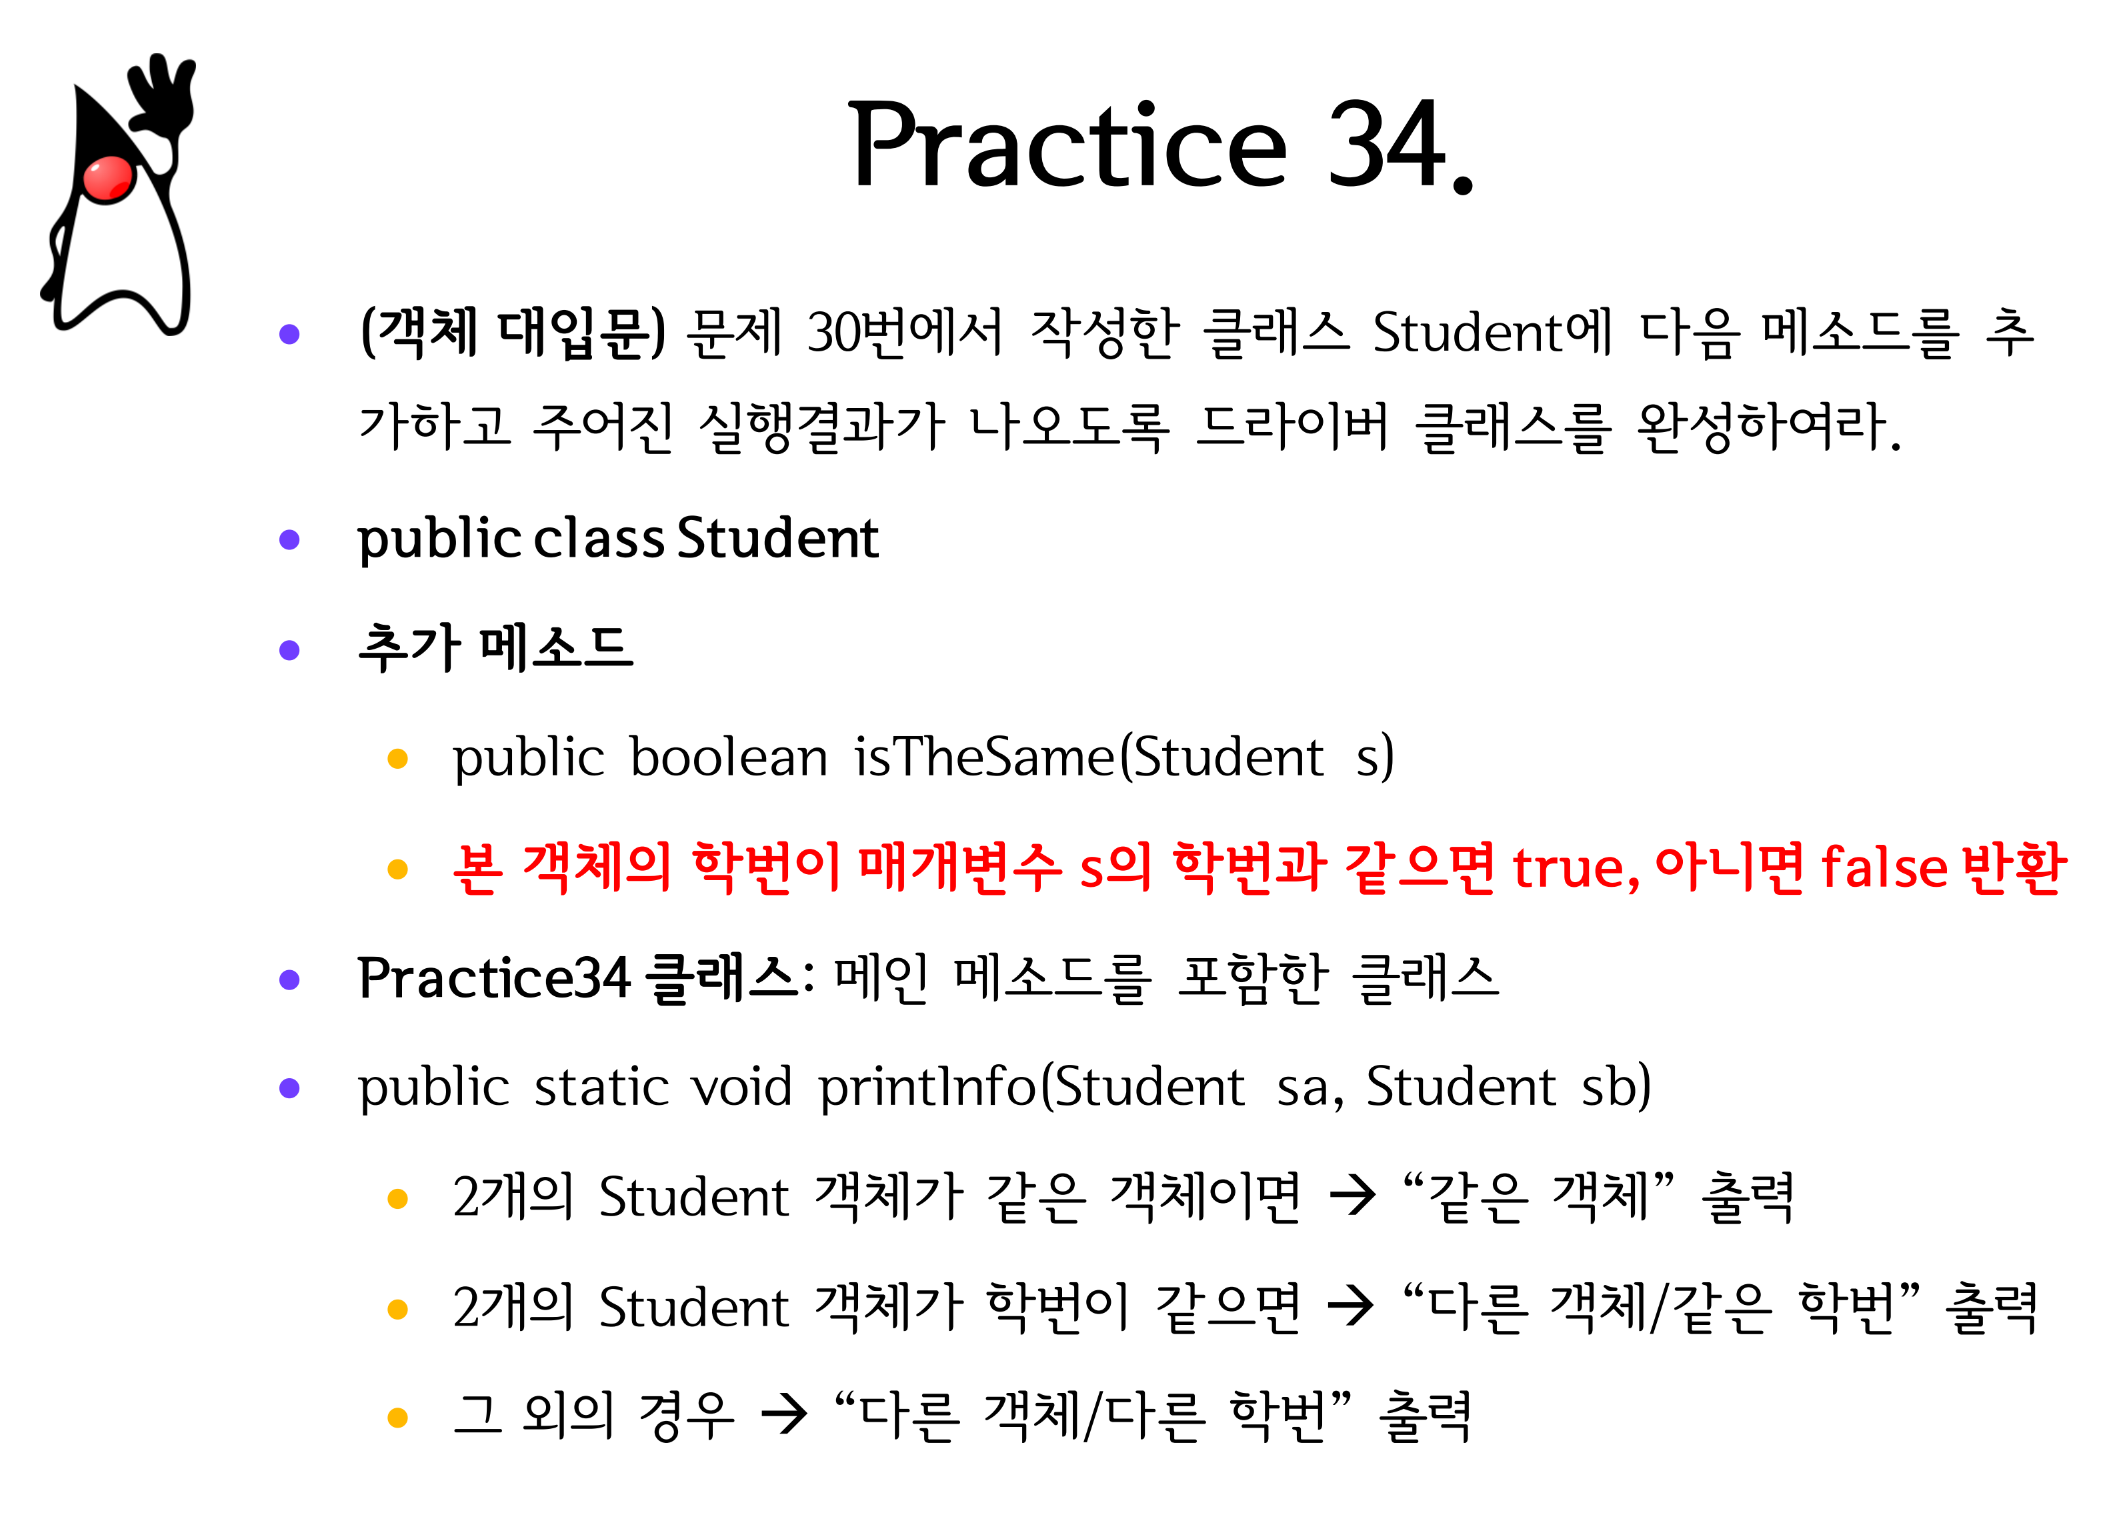 Practice 34.
(객체 대입문) 문제 30번에서 작성한 클래스 Student에 다음 메소드를 추
가하고 주어진 실행결과가 나오도록 드라이버 클래스를 완성하여라.
public class Student
추가 메소드
public boolean isTheSame(Student s)
본 객체의 학번이 매개변수 s의 학번과 같으면 true, 아니면 false 반환
Practice34 클래스: 메인 메소드를 포함한 클래스
public static void printInfo(Student sa, Student sb)
2개의 Student 객체가 같은 객체이면 → “같은 객체” 출력
2개의 Student 객체가 학번이 같으면 → “다른 객체/같은 학번” 출력
그 외의 경우 → “다른 객체/다른 학번” 출력